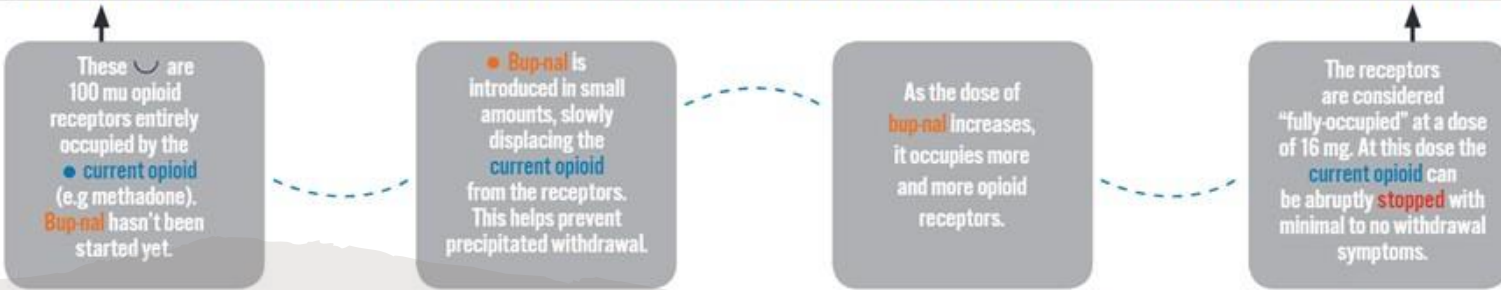 These are
100 mu opioid
receptors entirely
occupied by the
• current opioid
(e.g methadone).
Bup-nal hasn't been
started yet.
• Bup-nal is
introduced in small
amounts, slowly
displacing the
current opioid
from the receptors.
This helps prevent
precipitated withdrawal.
As the dose of
bup-nal increases,
it occupies more
and more opioid
receptors.
The receptors
are considered
"fully-occupied" at a dose
of 16 mg. At this dose the
current opioid can
be abruptly stopped with
minimal to no withdrawal
symptoms.